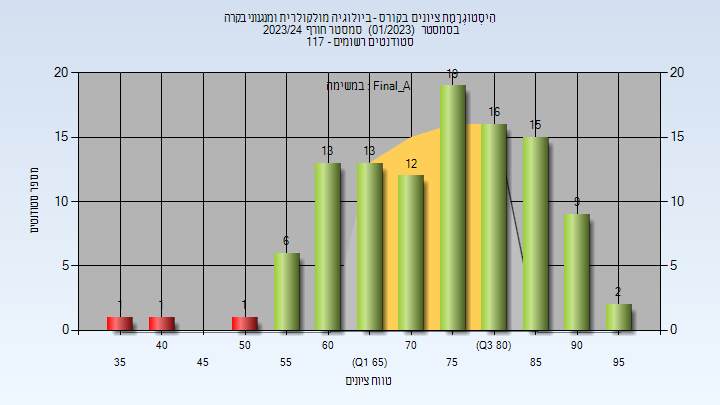 הִיסְטוֹגְרַמַת ציונים בקורס - ביולוגיה מולקולרית ומנגנוני בקרה
בסמסטר (01/2023) סמסטר חורף 2023/24
סטודנטים רשומים - 117
במשימה : Final_A
מספר סטודנטים
20 20
15 15
10 10
5 5
0 0
1 1 1 6 13 13 12 19 16 15 9 2
40 50 60 70 (Q3 80) 90
35 45 55 (Q1 65) 75 85 95
טווח ציונים